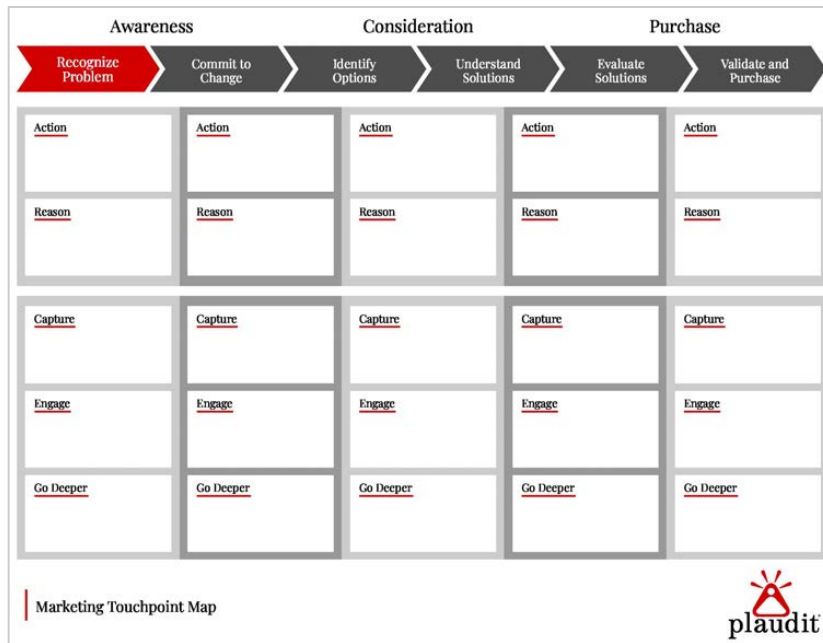 Awareness Consideration Purchase
Recognize
Problem
Commit to
Change
Identify
Options
Understand
Solutions
Evaluate
Solutions
Validate and
Purchase
Action Action Action Action Action
Reason Reason Reason Reason Reason
Capture Capture Capture Capture Capture
Engage Engage Engage Engage Engage
Go Deeper Go Deeper Go Deeper Go Deeper Go Deeper
Marketing Touchpoint Map
plaudit